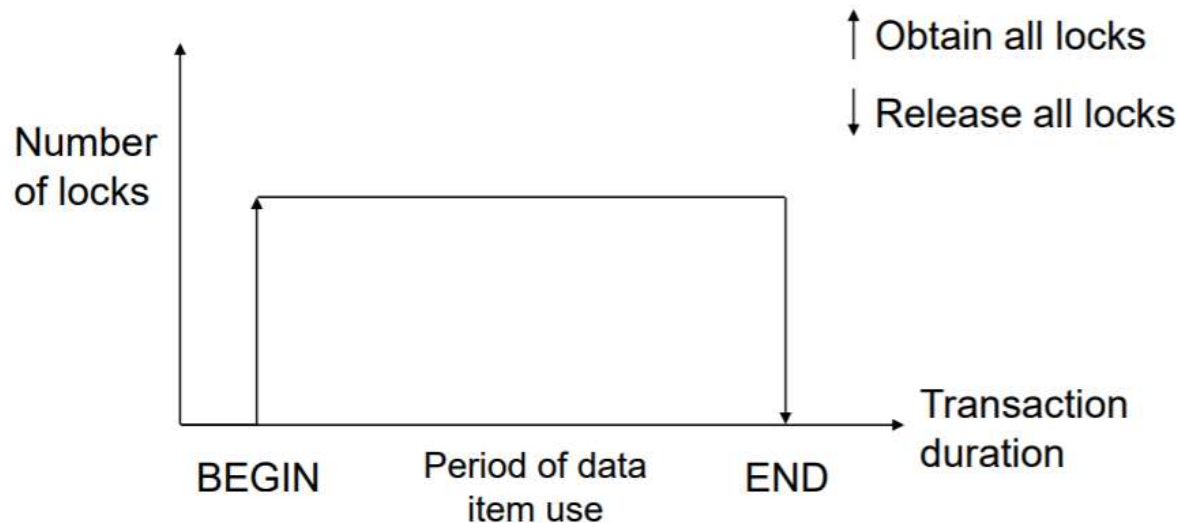 Obtain all locks
Release all locks
Number
of locks
Transaction
duration
BEGIN
Period of data
item use
END